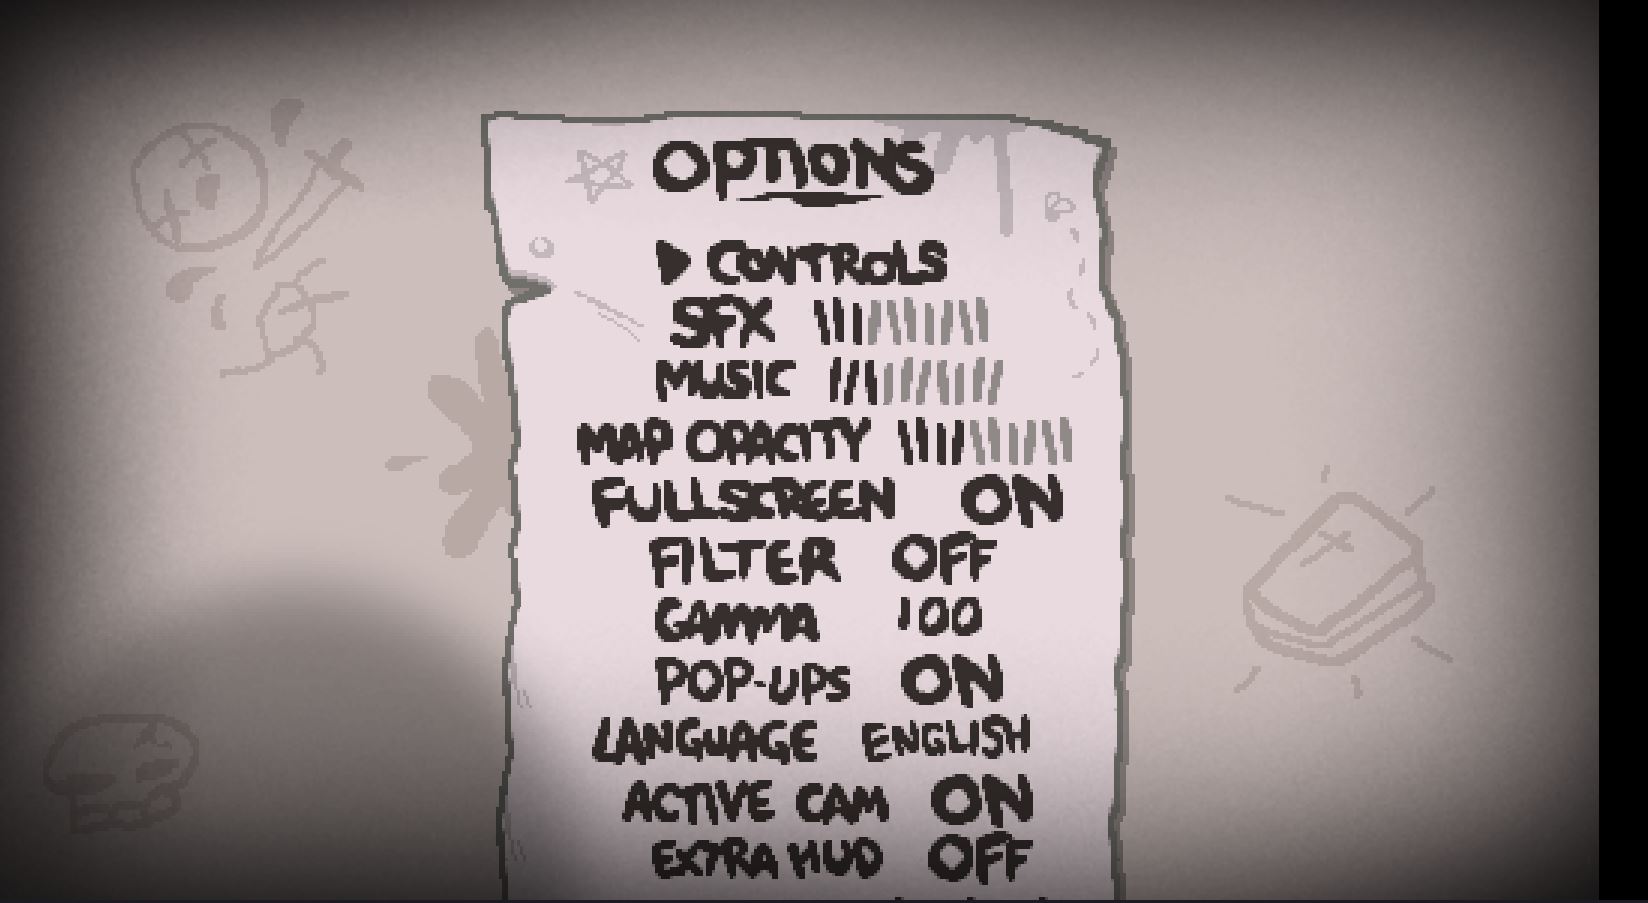 OPTIONS
CONTROLS
SFX
MUSIC
MAP OPACITY
FULLSCREEN ON
FILTER OFF
GAMMA 100
POP-UPS ON
LANGUAGE ENGLISH
ACTIVE CAM ON
EXTRA HUD OFF